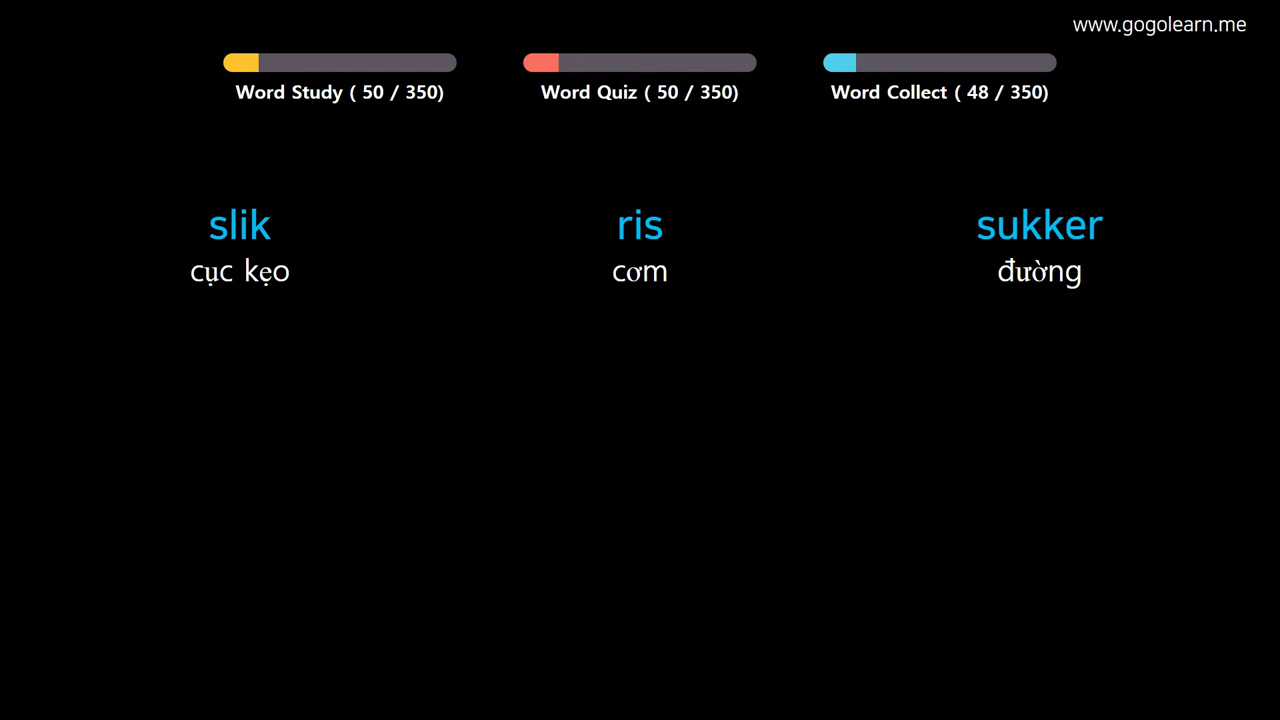 www.gogolearn.me
Word Study ( 50 / 350)
Word Quiz ( 50 / 350)
Word Collect ( 48 / 350)
slik
cục kẹo
ris
cơm
sukker
đường